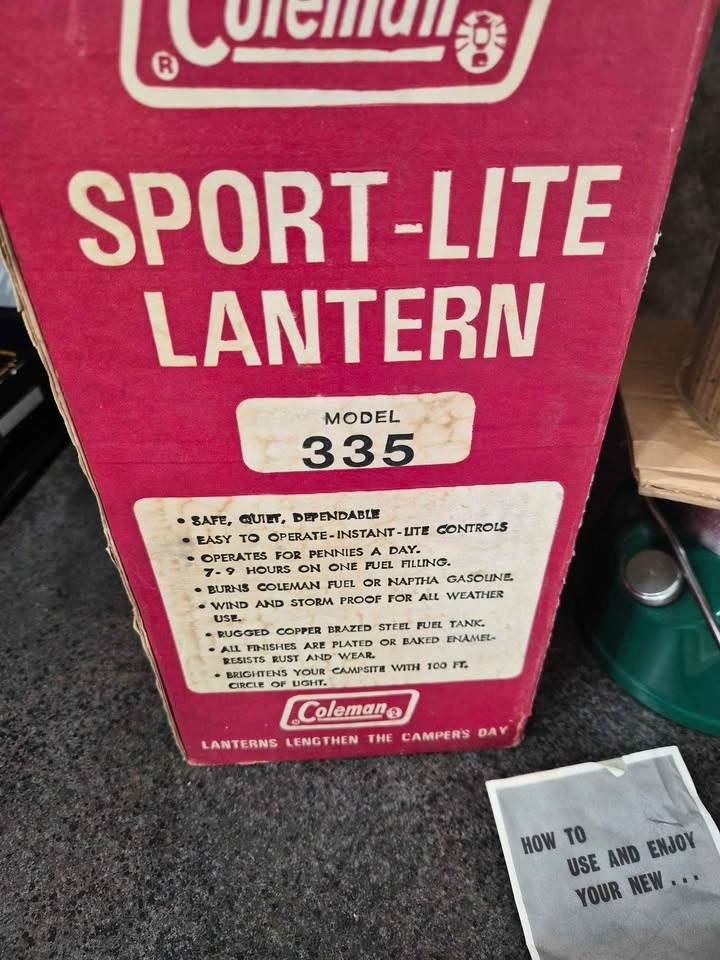 Coleman
®
SPORT-LITE
LANTERN
MODEL
335
• SAFE, QUIET, DEPENDABLE
• EASY TO OPERATE-INSTANT-LITE CONTROLS
• OPERATES FOR PENNIES A DAY.
7-9 HOURS ON ONE FUEL FILLING.
• BURNS COLEMAN FUEL OR NAPTHA GASOLINE.
• WIND AND STORM PROOF FOR ALL WEATHER
USE.
• RUGGED COPPER BRAZED STEEL FUEL TANK.
• ALL FINISHES ARE PLATED OR BAKED ENAMEL-
RESISTS RUST AND WEAR.
• BRIGHTENS YOUR CAMPSITE WITH 100 FT.
CIRCLE OF LIGHT.
Coleman
LANTERNS LENGTHEN THE CAMPERS DAY
HOW TO
USE AND ENJOY
YOUR NEW...